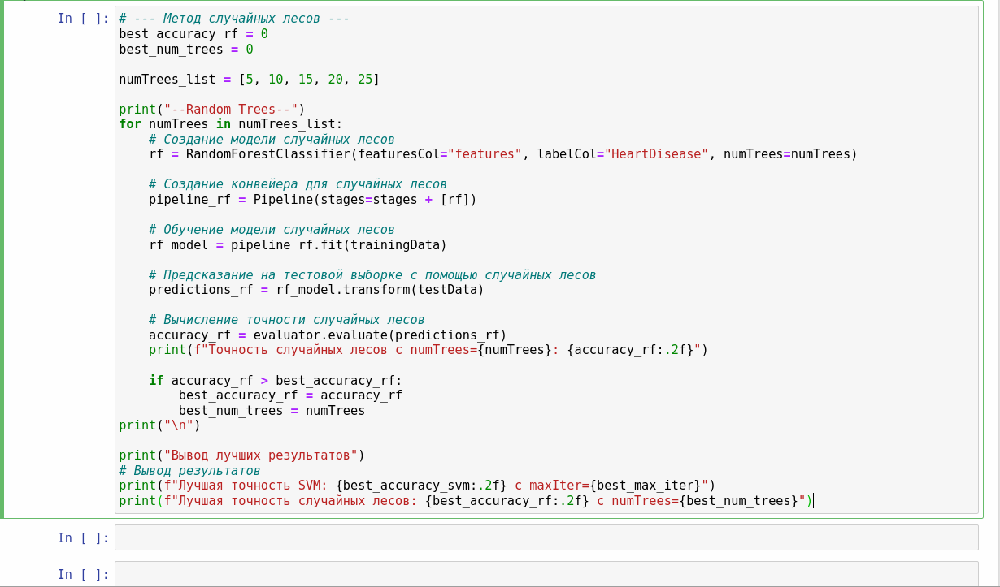 In [ ]:
# --- Метод случайных лесов ---
best_accuracy_rf = 0
best_num_trees = 0

numTrees_list = [5, 10, 15, 20, 25]

print("--Random Trees--")
for numTrees in numTrees_list:
    # Создание модели случайных лесов
    rf = RandomForestClassifier(featuresCol="features", labelCol="HeartDisease", numTrees=numTrees)

    # Создание конвейера для случайных лесов
    pipeline_rf = Pipeline(stages=stages + [rf])

    # Обучение модели случайных лесов
    rf_model = pipeline_rf.fit(trainingData)

    # Предсказание на тестовой выборке с помощью случайных лесов
    predictions_rf = rf_model.transform(testData)

    # Вычисление точности случайных лесов
    accuracy_rf = evaluator.evaluate(predictions_rf)
    print(f"Точность случайных лесов с numTrees={numTrees}: {accuracy_rf:.2f}")

    if accuracy_rf > best_accuracy_rf:
        best_accuracy_rf = accuracy_rf
        best_num_trees = numTrees
print("\n")

print("Вывод лучших результатов")
# Вывод результатов
print(f"Лучшая точность SVM: {best_accuracy_svm:.2f} с maxIter={best_max_iter}")
print(f"Лучшая точность случайных лесов: {best_accuracy_rf:.2f} с numTrees={best_num_trees}")
In [ ]:
In [ ]: